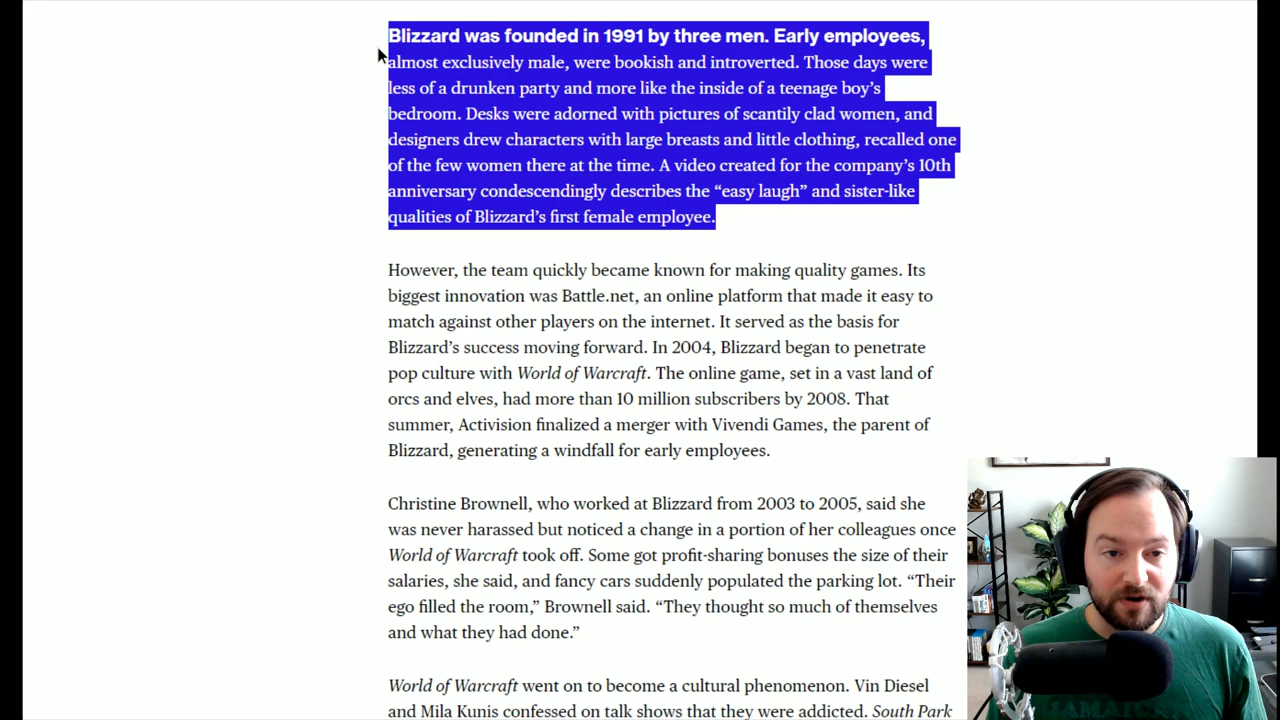 Blizzard was founded in 1991 by three men. Early employees,
almost exclusively male, were bookish and introverted. Those days were
less of a drunken party and more like the inside of a teenage boy’s
bedroom. Desks were adorned with pictures of scantily clad women, and
designers drew characters with large breasts and little clothing, recalled one
of the few women there at the time. A video created for the company’s 10th
anniversary condescendingly describes the “easy laugh” and sister-like
qualities of Blizzard’s first female employee.
However, the team quickly became known for making quality games. Its
biggest innovation was Battle.net, an online platform that made it easy to
match against other players on the internet. It served as the basis for
Blizzard’s success moving forward. In 2004, Blizzard began to penetrate
pop culture with World of Warcraft. The online game, set in a vast land of
orcs and elves, had more than 10 million subscribers by 2008. That
summer, Activision finalized a merger with Vivendi Games, the parent of
Blizzard, generating a windfall for early employees.
Christine Brownell, who worked at Blizzard from 2003 to 2005, said she
was never harassed but noticed a change in a portion of her colleagues once
World of Warcraft took off. Some got profit-sharing bonuses the size of their
salaries, she said, and fancy cars suddenly populated the parking lot. “Their
ego filled the room,” Brownell said. “They thought so much of themselves
and what they had done.”
World of Warcraft went on to become a cultural phenomenon. Vin Diesel
and Mila Kunis confessed on talk shows that they were addicted. South Park